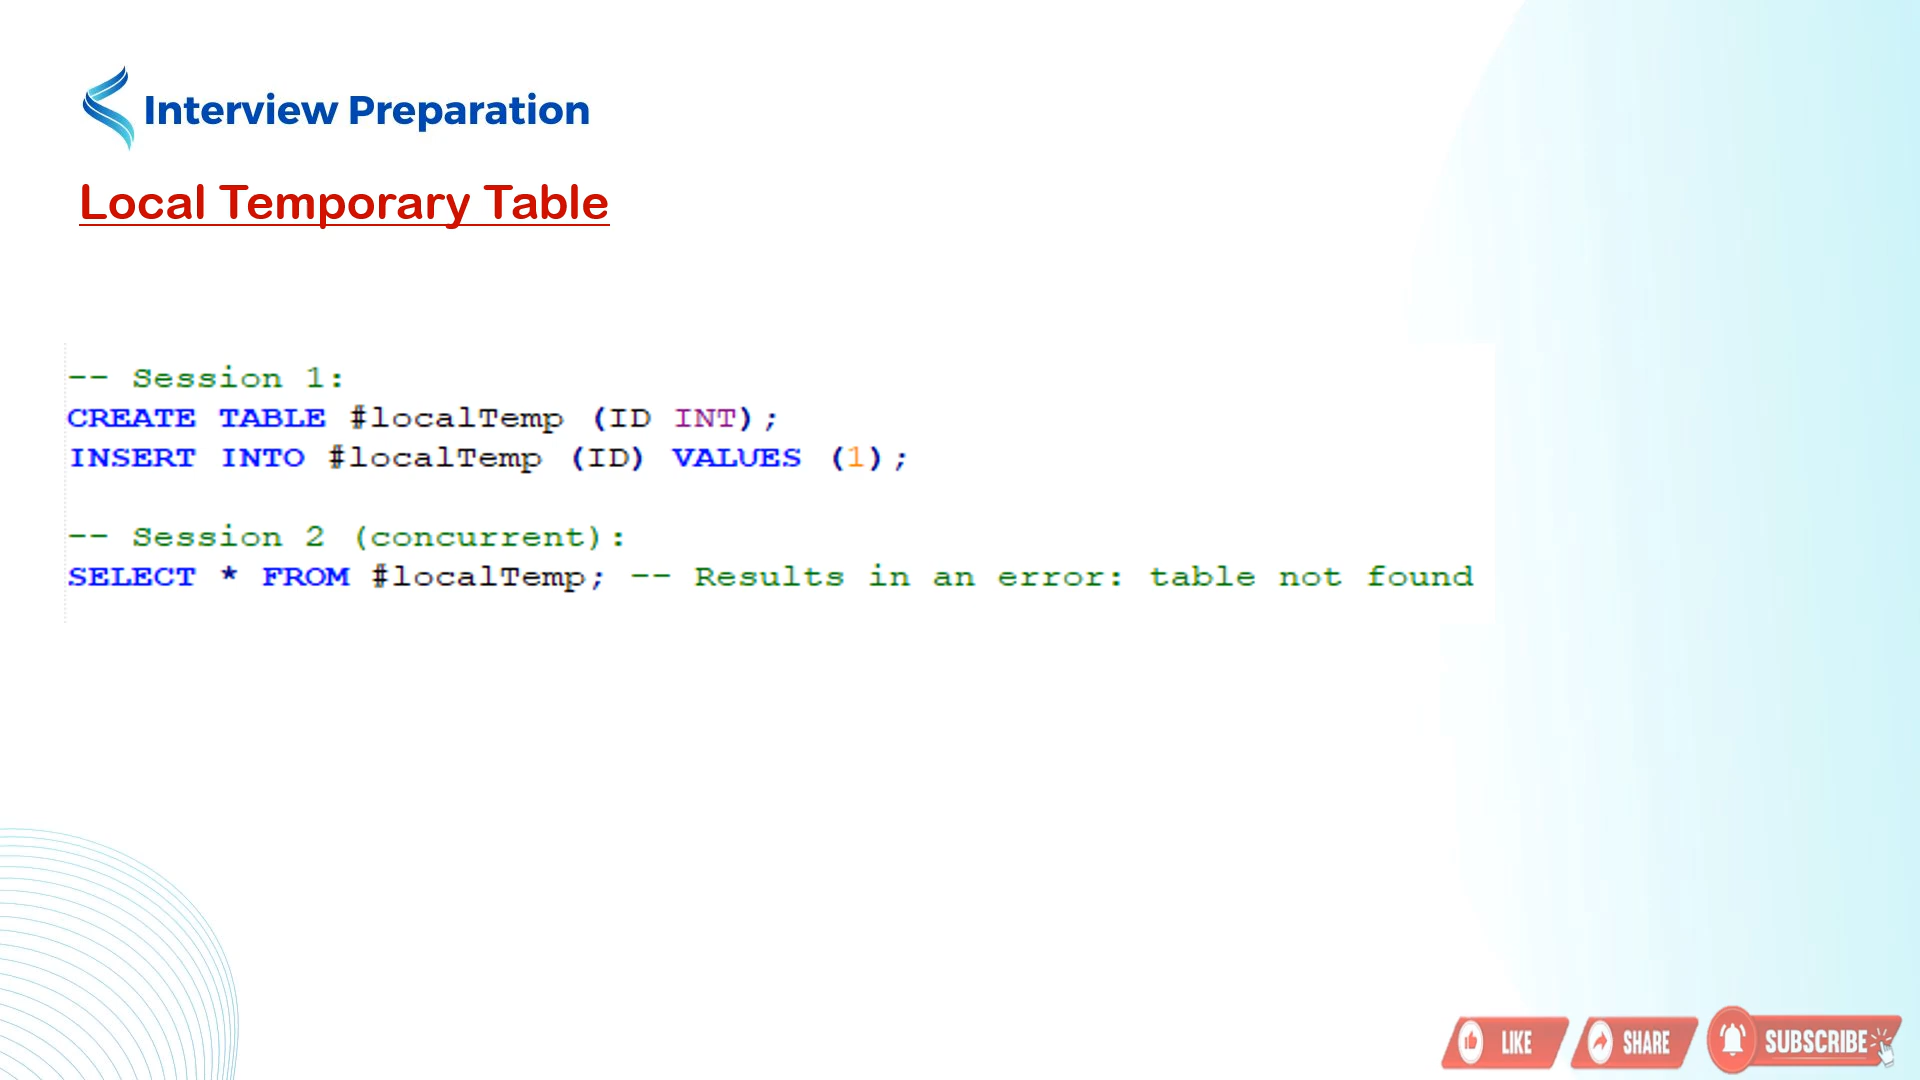 Interview Preparation
Local Temporary Table
-- Session 1:
CREATE TABLE #localTemp (ID INT);
INSERT INTO #localTemp (ID) VALUES (1);
-- Session 2 (concurrent):
SELECT * FROM #localTemp; -- Results in an error: table not found
LIKE SHARE SUBSCRIBE